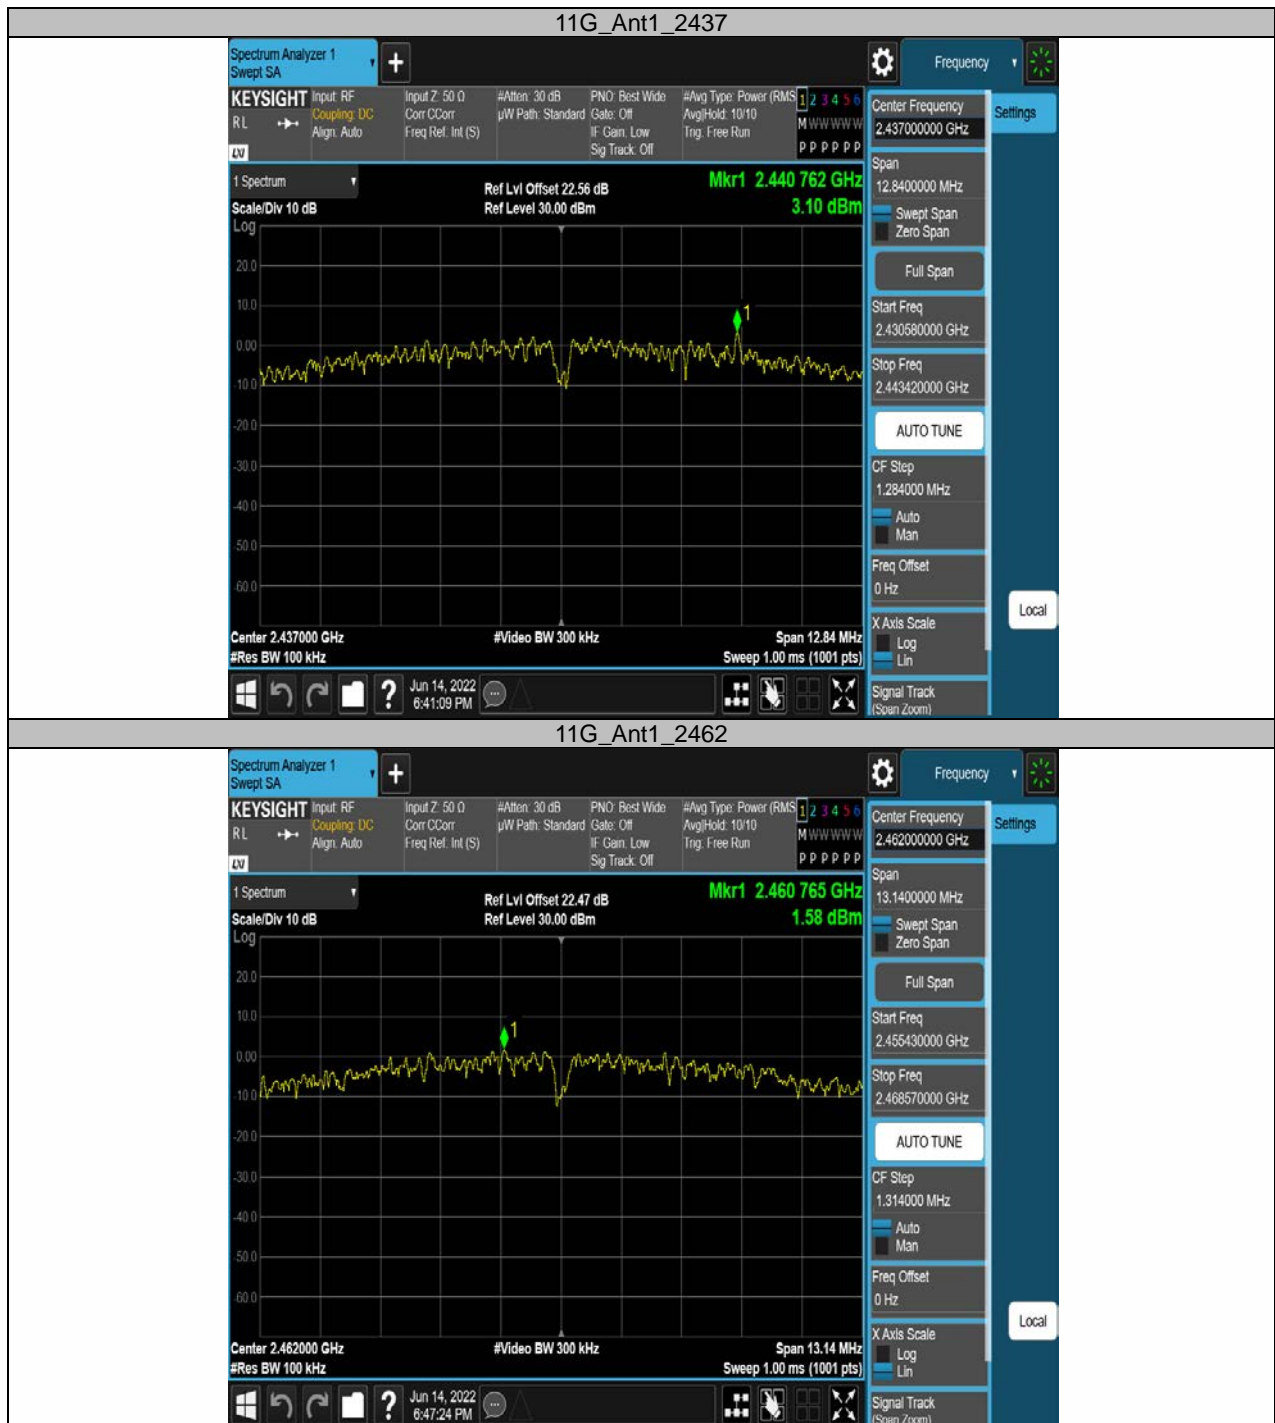 11G_Ant1_2437
Spectrum Analyzer 1
Swept SA
+
Frequency
KEYSIGHT
RL
LXI
Input: RF
Coupling: DC
Align: Auto
Input Z: 50 Ω
Corr CCorr
Freq Ref: Int (S)
#Atten: 30 dB
µW Path: Standard
PNO: Best Wide
Gate: Off
IF Gain: Low
Sig Track: Off
#Avg Type: Power (RMS
Avg|Hold: 10/10
Trig: Free Run
1 2 3 4 5 6
M W W W W W
P P P P P P
1 Spectrum
Scale/Div 10 dB
Log
Ref Lvl Offset 22.56 dB
Ref Level 30.00 dBm
Mkr1 2.440 762 GHz
3.10 dBm
20.0
10.0
0.00
-10.0
-20.0
-30.0
-40.0
-50.0
-60.0
1
Center 2.437000 GHz
#Res BW 100 kHz
#Video BW 300 kHz
Span 12.84 MHz
Sweep 1.00 ms (1001 pts)
?
Jun 14, 2022
6:41:09 PM
Center Frequency
2.437000000 GHz
Settings
Span
12.8400000 MHz
Swept Span
Zero Span
Full Span
Start Freq
2.430580000 GHz
Stop Freq
2.443420000 GHz
AUTO TUNE
CF Step
1.284000 MHz
Auto
Man
Freq Offset
0 Hz
Local
X Axis Scale
Log
Lin
Signal Track
(Span Zoom)
11G_Ant1_2462
Spectrum Analyzer 1
Swept SA
+
Frequency
KEYSIGHT
RL
LXI
Input: RF
Coupling: DC
Align: Auto
Input Z: 50 Ω
Corr CCorr
Freq Ref: Int (S)
#Atten: 30 dB
µW Path: Standard
PNO: Best Wide
Gate: Off
IF Gain: Low
Sig Track: Off
#Avg Type: Power (RMS
Avg|Hold: 10/10
Trig: Free Run
1 2 3 4 5 6
M W W W W W
P P P P P P
1 Spectrum
Scale/Div 10 dB
Log
Ref Lvl Offset 22.47 dB
Ref Level 30.00 dBm
Mkr1 2.460 765 GHz
1.58 dBm
20.0
10.0
0.00
-10.0
-20.0
-30.0
-40.0
-50.0
-60.0
1
Center 2.462000 GHz
#Res BW 100 kHz
#Video BW 300 kHz
Span 13.14 MHz
Sweep 1.00 ms (1001 pts)
?
Jun 14, 2022
6:47:24 PM
Center Frequency
2.462000000 GHz
Settings
Span
13.1400000 MHz
Swept Span
Zero Span
Full Span
Start Freq
2.455430000 GHz
Stop Freq
2.468570000 GHz
AUTO TUNE
CF Step
1.314000 MHz
Auto
Man
Freq Offset
0 Hz
Local
X Axis Scale
Log
Lin
Signal Track
(Span Zoom)